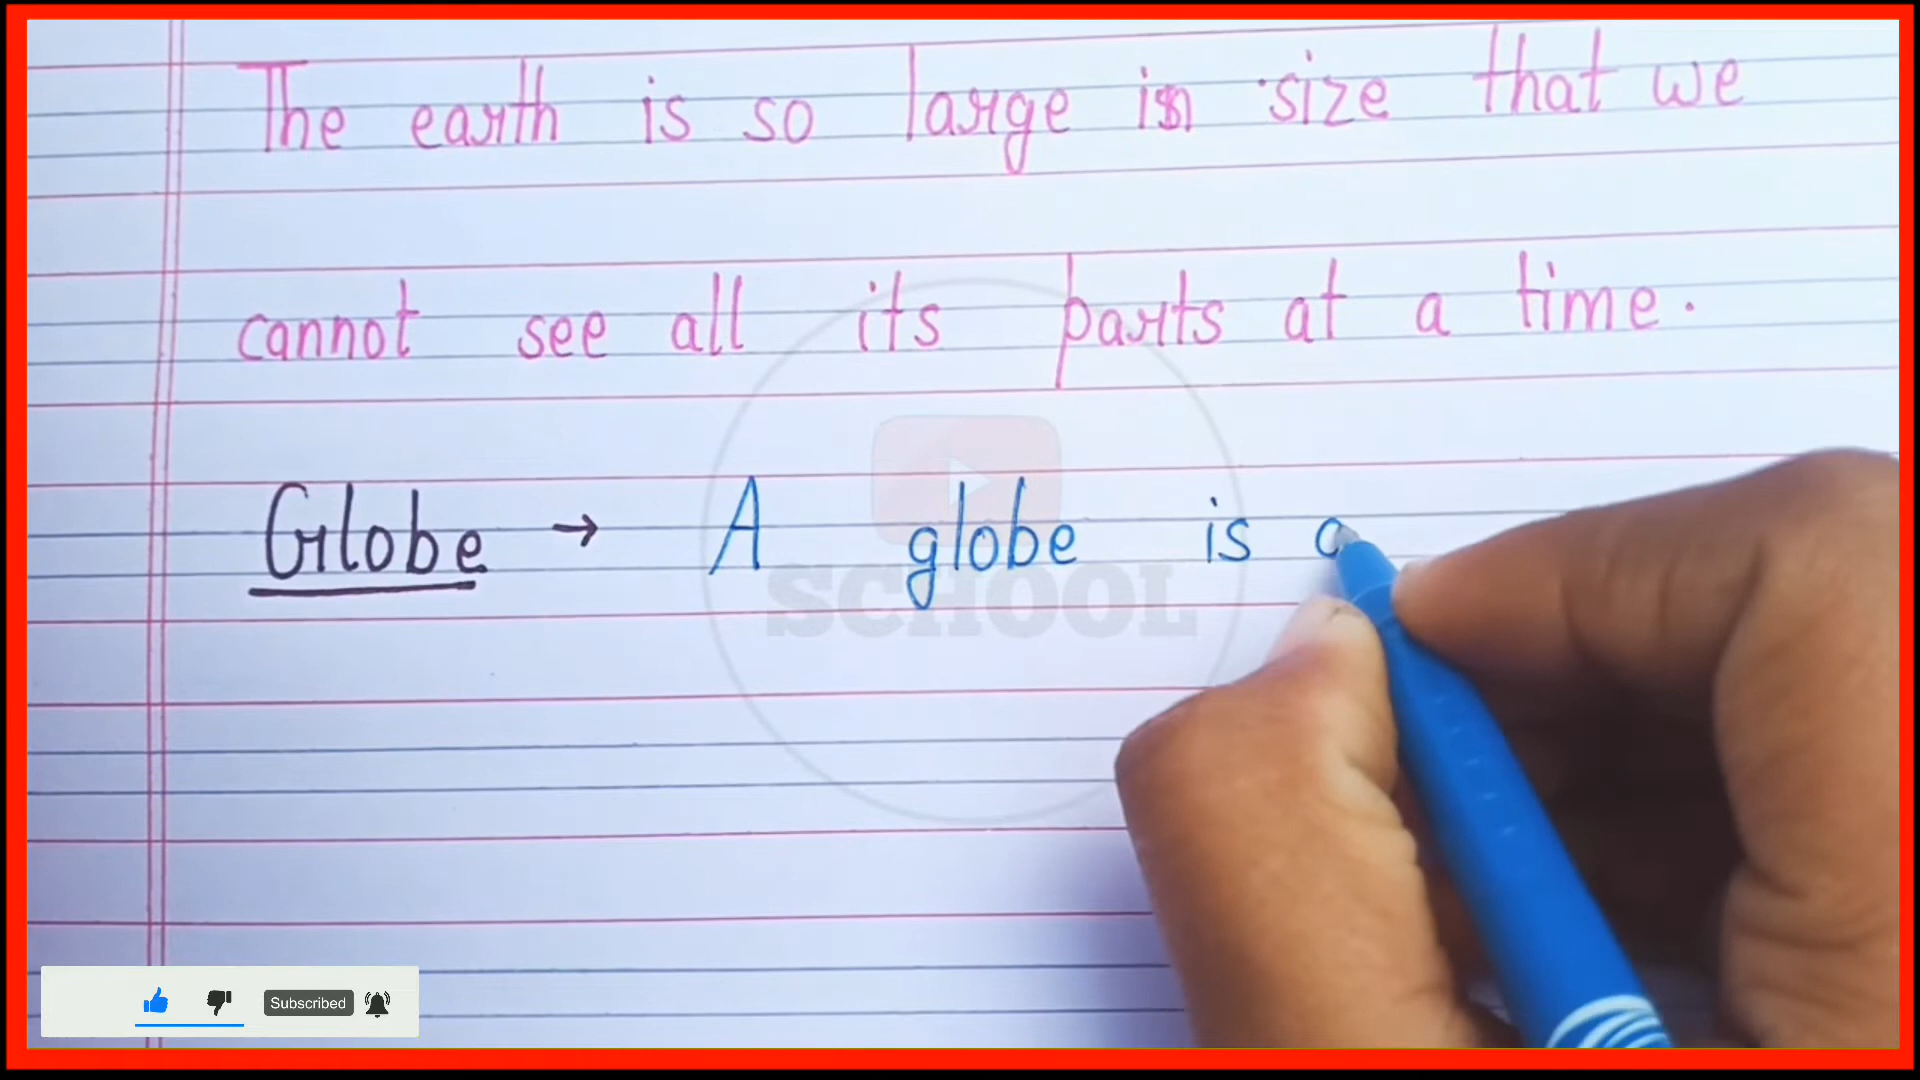 The earth is so large in size that we
cannot see all its parts at a time.
Globe → A globe is a
SCHOOL
Subscribed